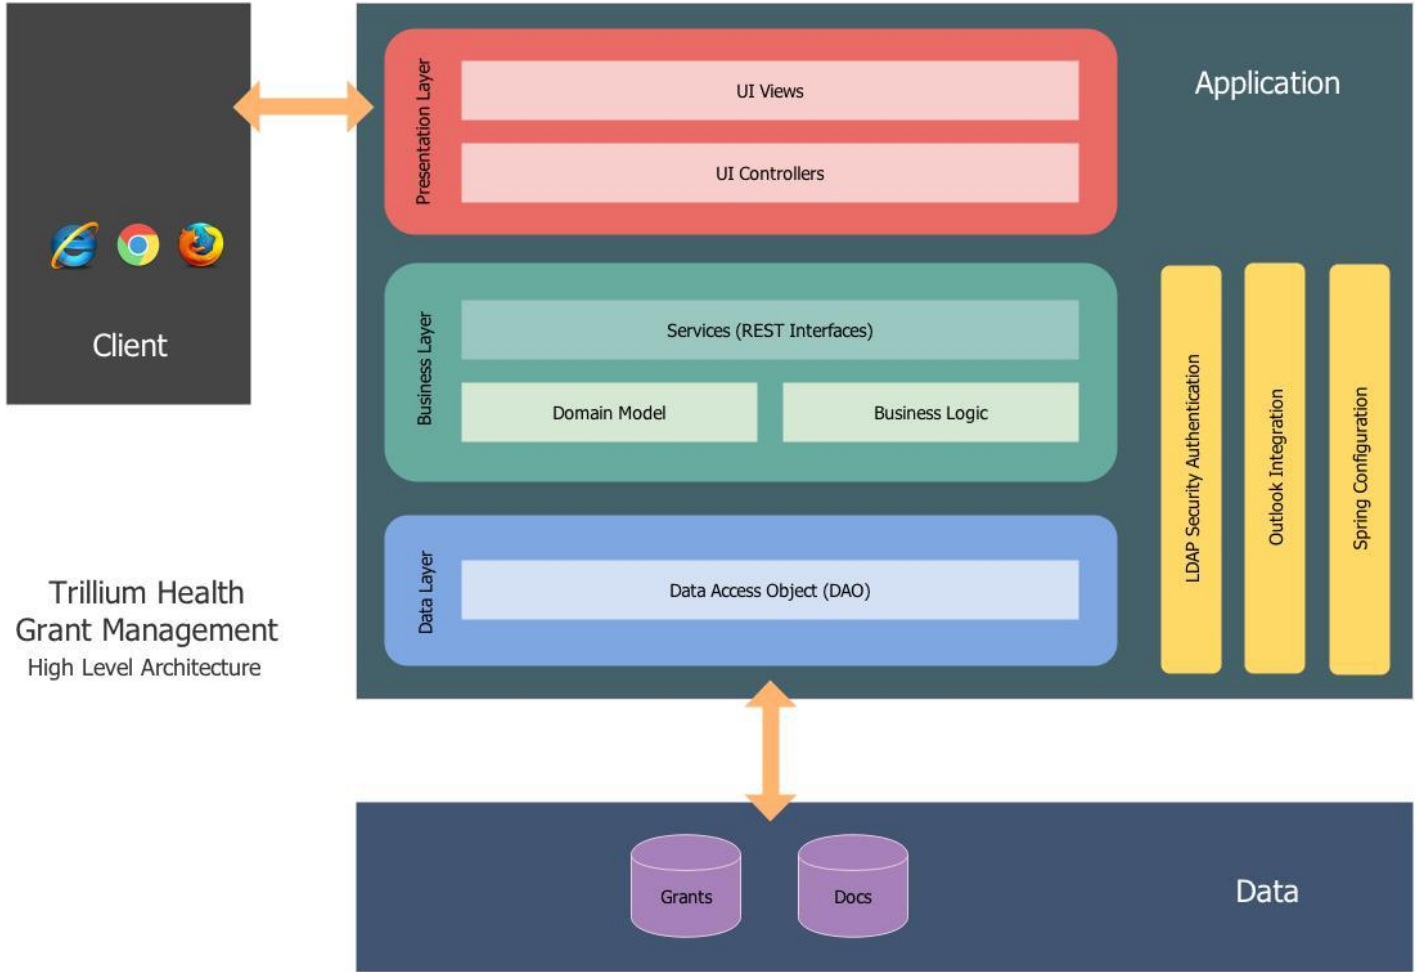 Client
Trillium Health
Grant Management
High Level Architecture
Application
Presentation Layer
UI Views
UI Controllers
Business Layer
Services (REST Interfaces)
Domain Model
Business Logic
Data Layer
Data Access Object (DAO)
LDAP Security Authentication
Outlook Integration
Spring Configuration
Grants
Docs
Data